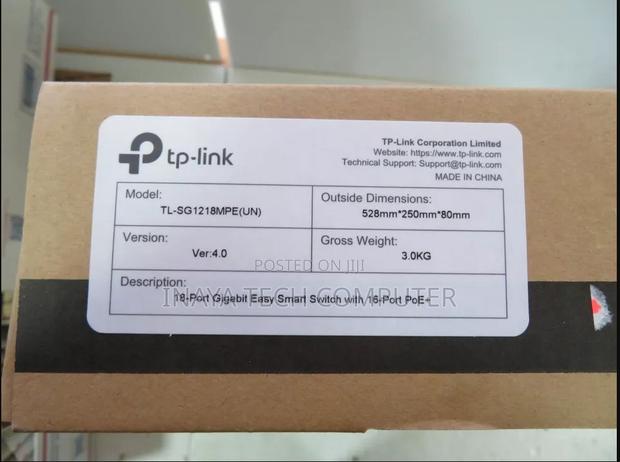 tp-link
TP-Link Corporation Limited
Website: https://www.tp-link.com
Technical Support: Support@tp-link.com
MADE IN CHINA
Model:
TL-SG1218MPE(UN)
Outside Dimensions:
528mm*250mm*80mm
Version:
Ver:4.0
Gross Weight:
3.0KG
POSTED ON JIJI
Description:
18-Port Gigabit Easy Smart Switch with 16-Port PoE+
INAYA TECH COMPUTER